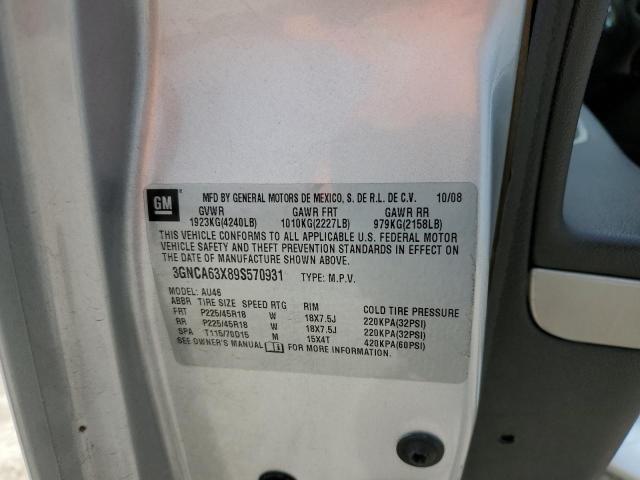 GM
MFD BY GENERAL MOTORS DE MEXICO, S. DE R.L. DE C.V. 10/08
GVWR GAWR FRT GAWR RR
1923KG(4240LB) 1010KG(2227LB) 979KG(2158LB)
THIS VEHICLE CONFORMS TO ALL APPLICABLE U.S. FEDERAL MOTOR
VEHICLE SAFETY AND THEFT PREVENTION STANDARDS IN EFFECT ON
THE DATE OF MANUFACTURE SHOWN ABOVE.
3GNCA63X89S570931 TYPE: M.P.V.
MODEL: AU46
ABBR TIRE SIZE SPEED RTG RIM COLD TIRE PRESSURE
FRT P225/45R18 W 18X7.5J 220KPA(32PSI)
RR P225/45R18 W 18X7.5J 220KPA(32PSI)
SPA T115/70D15 M 15X4T 420KPA(60PSI)
SEE OWNER'S MANUAL FOR MORE INFORMATION.